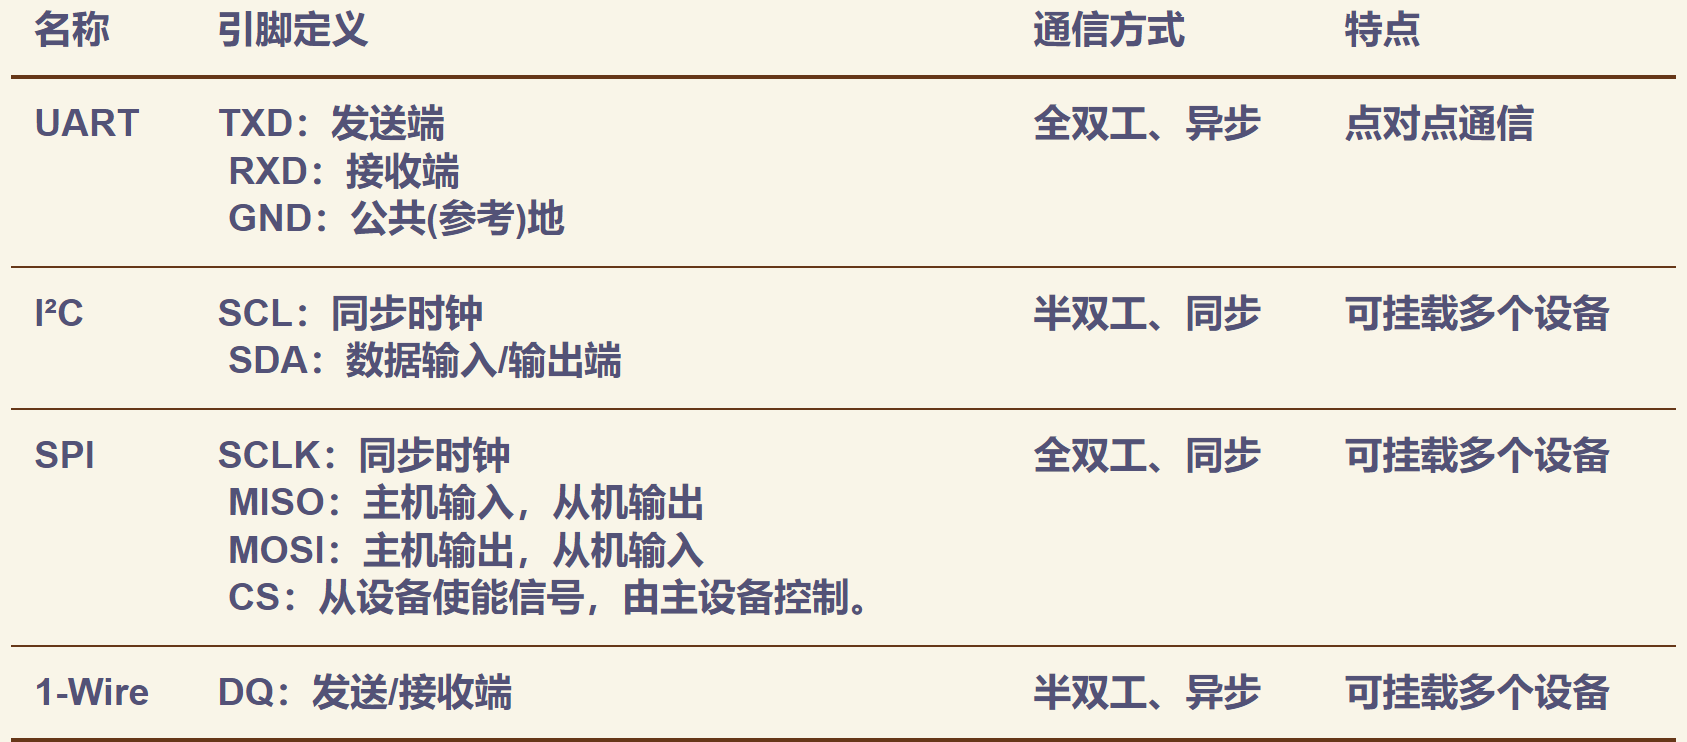 名称 引脚定义 通信方式 特点
UART TXD：发送端 全双工、异步 点对点通信
RXD：接收端
GND：公共(参考)地
I²C SCL：同步时钟 半双工、同步 可挂载多个设备
SDA：数据输入/输出端
SPI SCLK：同步时钟 全双工、同步 可挂载多个设备
MISO：主机输入，从机输出
MOSI：主机输出，从机输入
CS：从设备使能信号，由主设备控制。
1-Wire DQ：发送/接收端 半双工、异步 可挂载多个设备